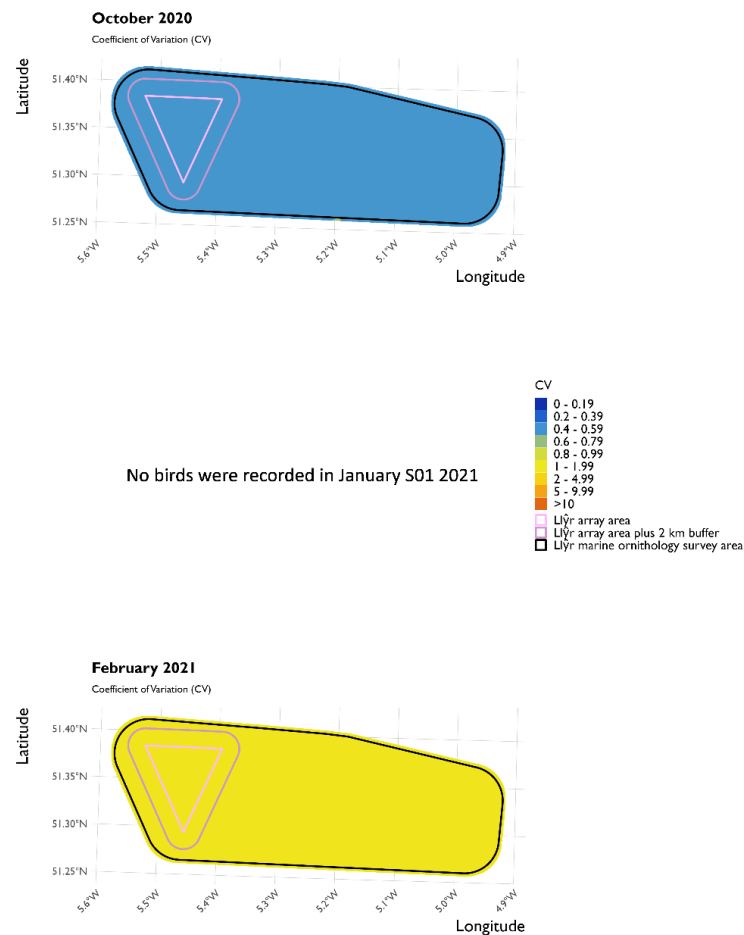 October 2020
Coefficient of Variation (CV)
Latitude
51.40°N
51.35°N
51.30°N
51.25°N
5.6°W
5.5°W
5.4°W
5.3°W
5.2°W
5.1°W
5.0°W
4.9°W
Longitude
No birds were recorded in January S01 2021
CV
0 - 0.19
0.2 - 0.39
0.4 - 0.59
0.6 - 0.79
0.8 - 0.99
1 - 1.99
2 - 4.99
5 - 9.99
>10
Llŷr array area
Llŷr array area plus 2 km buffer
Llŷr marine ornithology survey area
February 2021
Coefficient of Variation (CV)
Latitude
51.40°N
51.35°N
51.30°N
51.25°N
5.6°W
5.5°W
5.4°W
5.3°W
5.2°W
5.1°W
5.0°W
4.9°W
Longitude